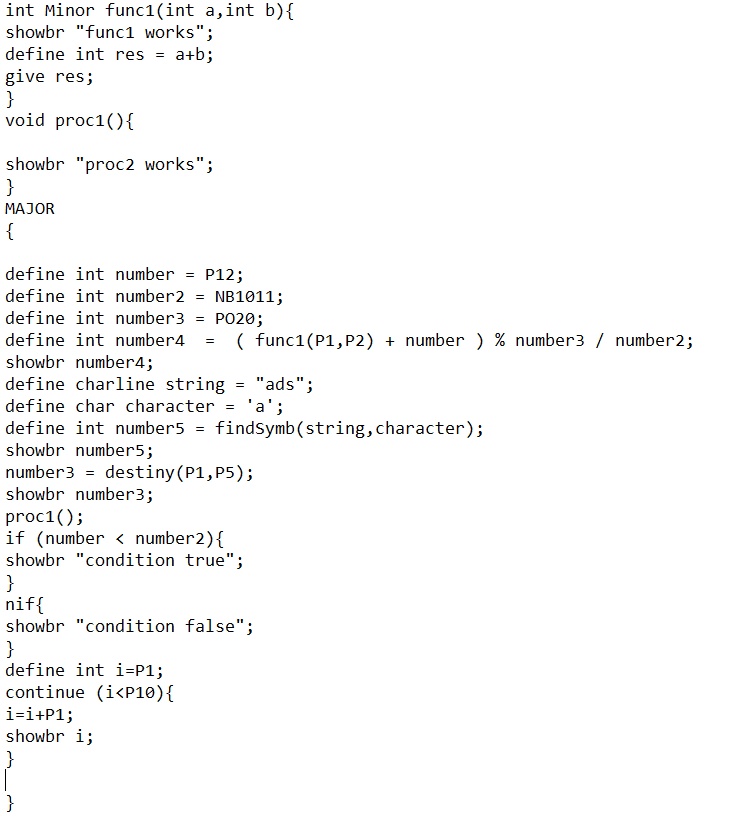 int Minor func1(int a,int b){
showbr "func1 works";
define int res = a+b;
give res;
}
void proc1(){
showbr "proc2 works";
}
MAJOR
{
define int number = P12;
define int number2 = NB1011;
define int number3 = PO20;
define int number4  =  ( func1(P1,P2) + number ) % number3 / number2;
showbr number4;
define charline string = "ads";
define char character = 'a';
define int number5 = findSymb(string,character);
showbr number5;
number3 = destiny(P1,P5);
showbr number3;
proc1();
if (number < number2){
showbr "condition true";
}
nif{
showbr "condition false";
}
define int i=P1;
continue (i<P10){
i=i+P1;
showbr i;
}
}